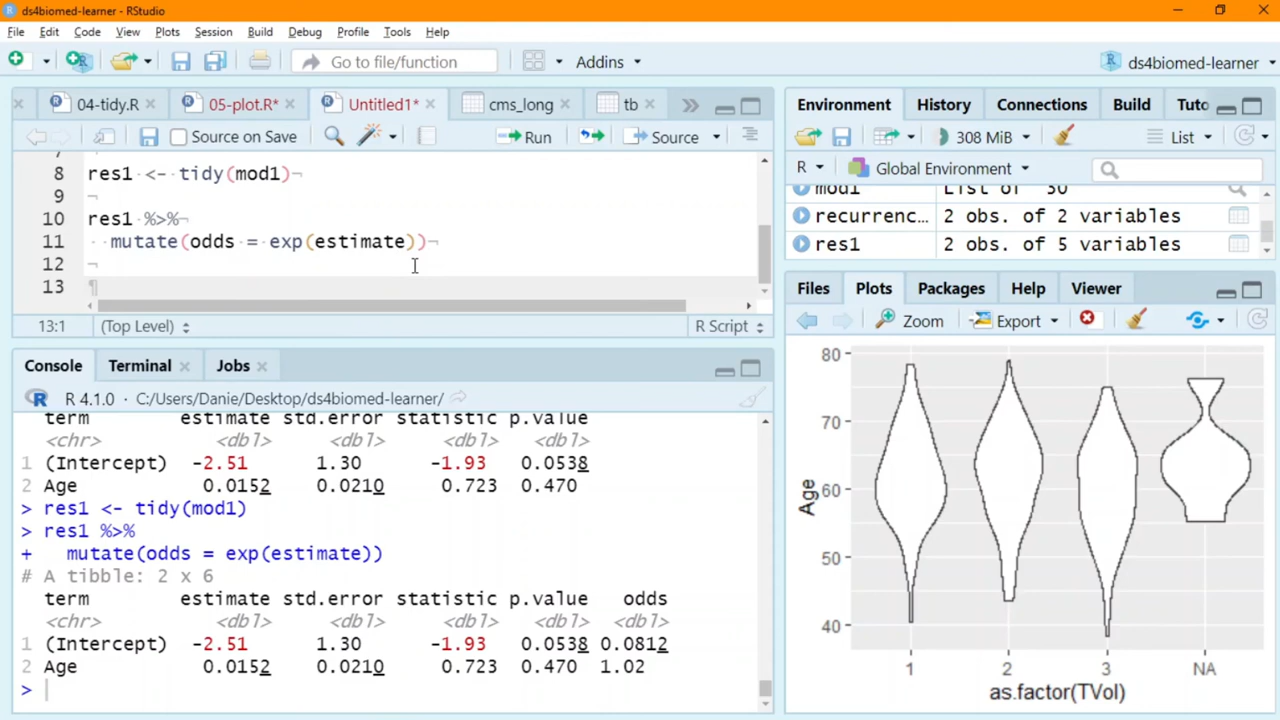 ds4biomed-learner - RStudio
File Edit Code View Plots Session Build Debug Profile Tools Help
Go to file/function Addins ds4biomed-learner
04-tidy.R 05-plot.R* Untitled1* cms_long tb
Source on Save Run Source
8 res1 <- tidy(mod1)¬
9 ¬
10 res1 %>%¬
11 mutate(odds = exp(estimate))¬
12 ¬
13 ¶
13:1 (Top Level) R Script
Console Terminal Jobs
R 4.1.0 · C:/Users/Danie/Desktop/ds4biomed-learner/
term estimate std.error statistic p.value
<chr> <dbl> <dbl> <dbl> <dbl>
1 (Intercept) -2.51 1.30 -1.93 0.0538
2 Age 0.0152 0.0210 0.723 0.470
> res1 <- tidy(mod1)
> res1 %>%
+ mutate(odds = exp(estimate))
# A tibble: 2 x 6
term estimate std.error statistic p.value odds
<chr> <dbl> <dbl> <dbl> <dbl> <dbl>
1 (Intercept) -2.51 1.30 -1.93 0.0538 0.0812
2 Age 0.0152 0.0210 0.723 0.470 1.02
>
Environment History Connections Build Tuto
308 MiB List
R Global Environment
mod1 List of 30
recurrenc... 2 obs. of 2 variables
res1 2 obs. of 5 variables
Files Plots Packages Help Viewer
Zoom Export
80
70
60
50
40
Age
1 2 3 NA
as.factor(TVol)